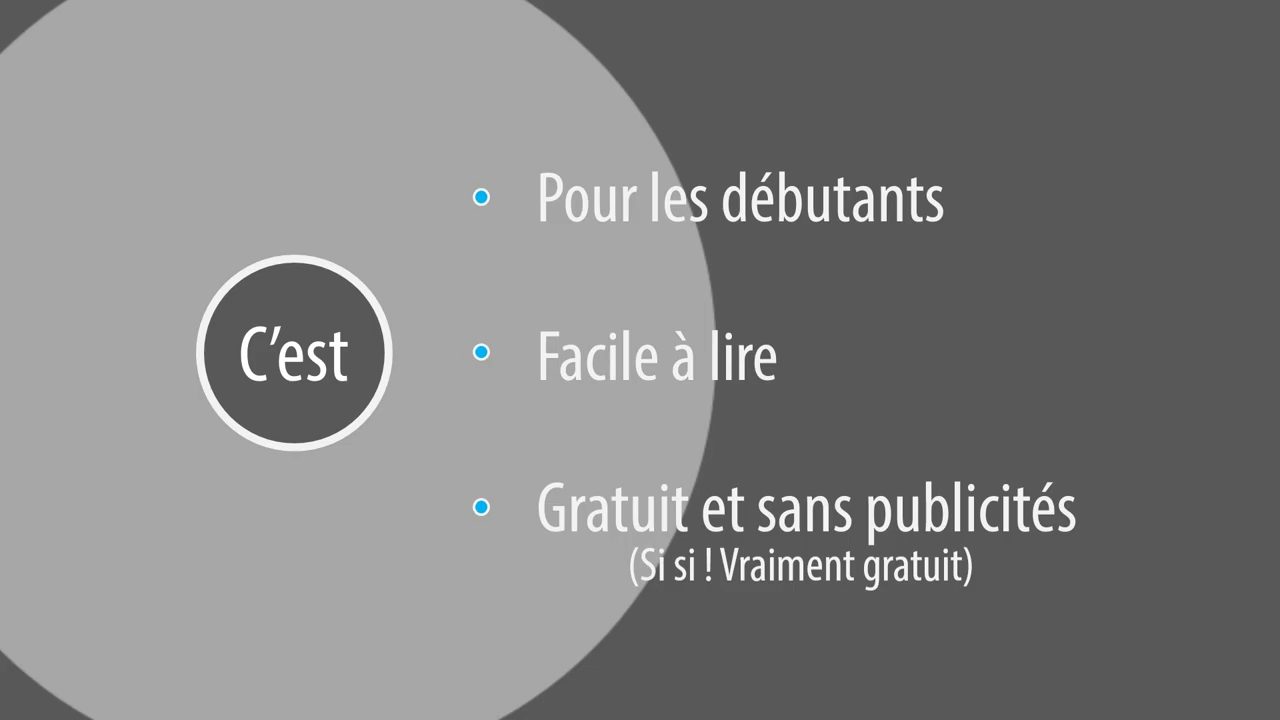 C’est
Pour les débutants
Facile à lire
Gratuit et sans publicités
(Si si ! Vraiment gratuit)